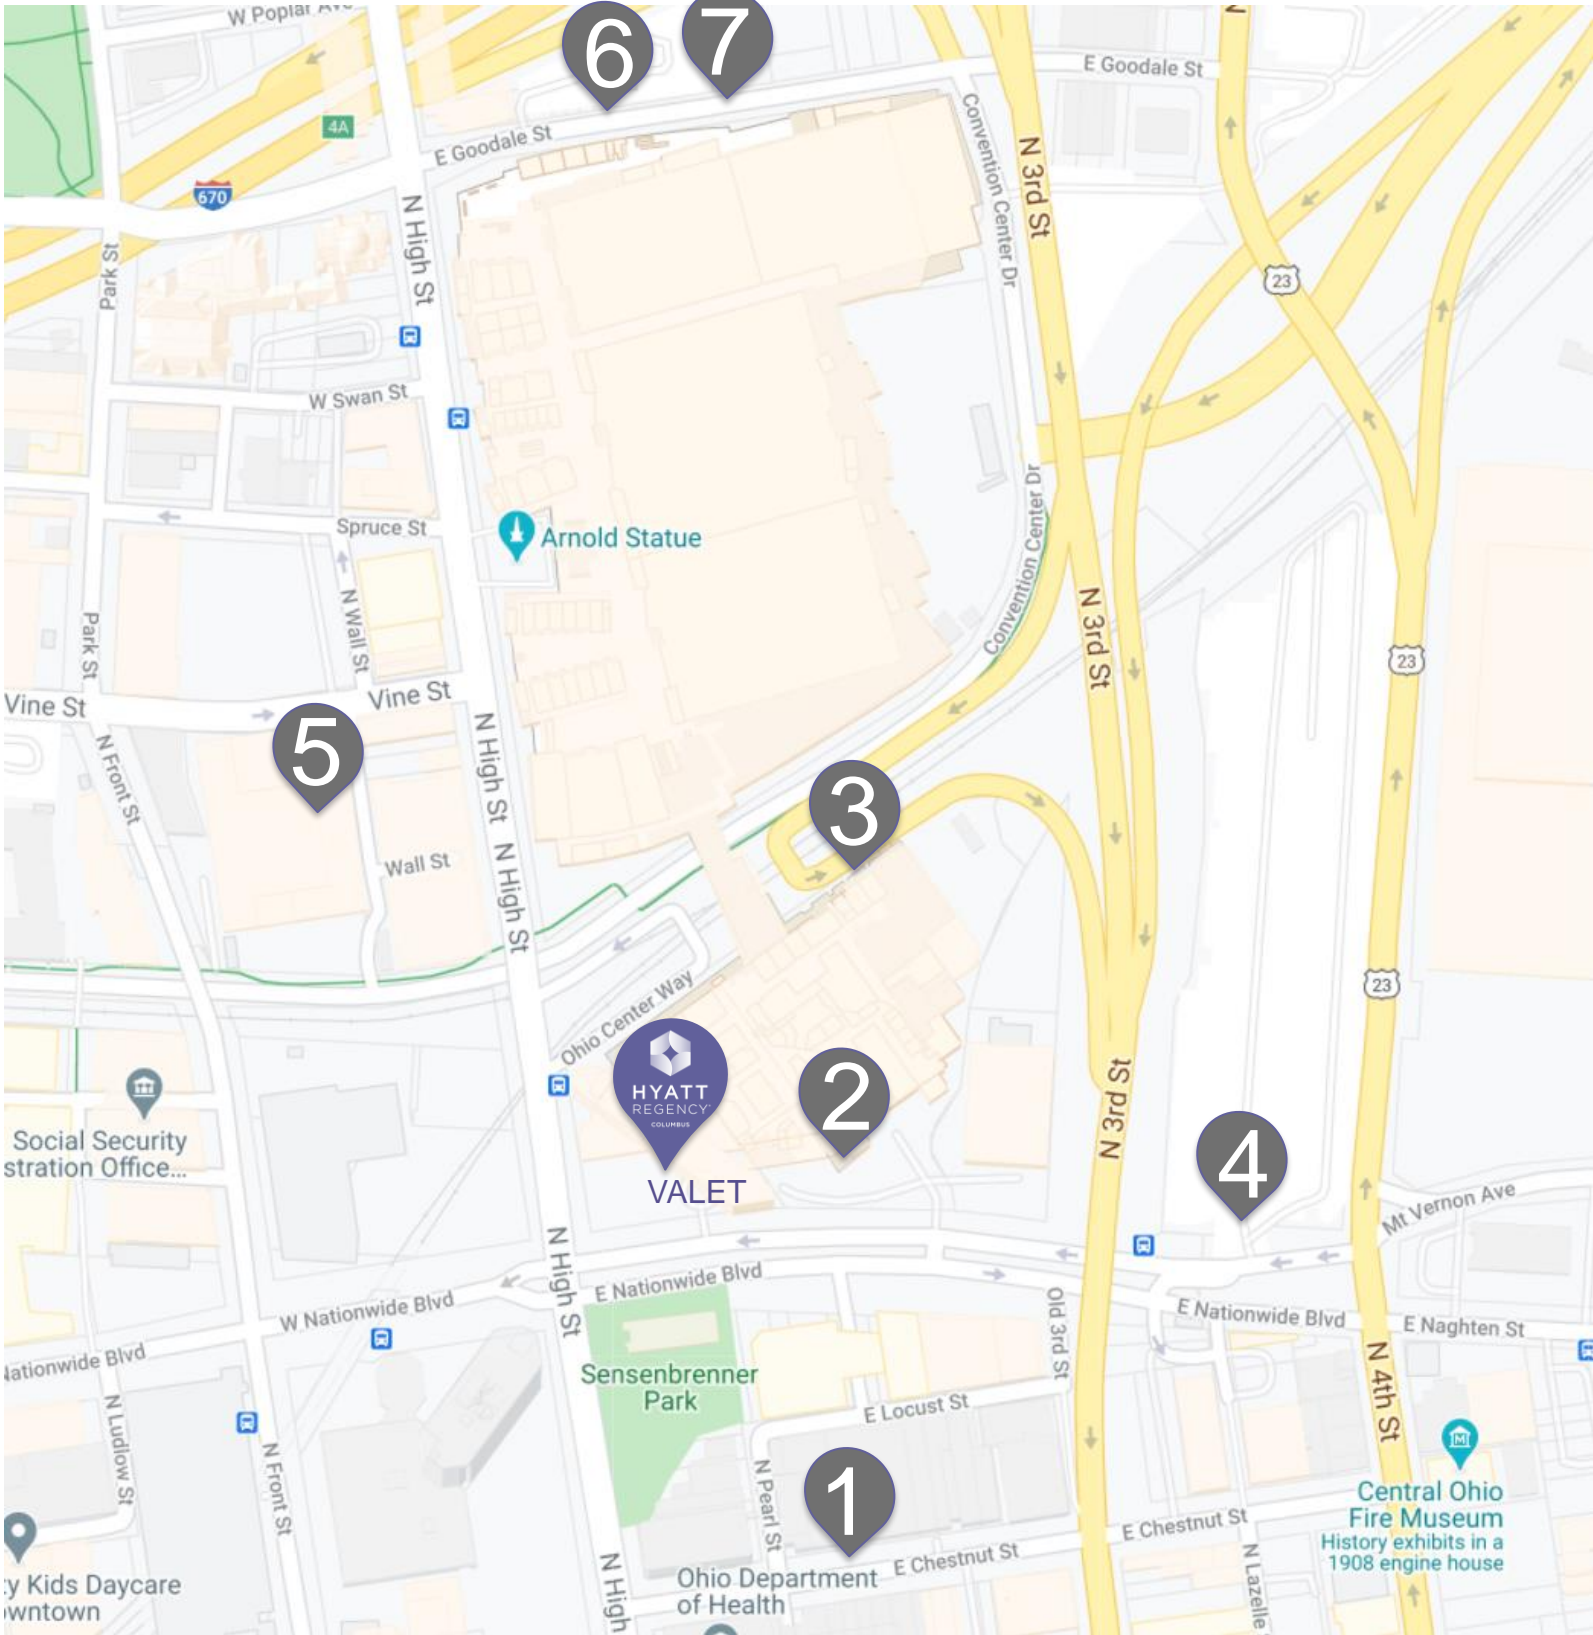 W Poplar Ave
6
7
E Goodale St
4A
E Goodale St
670
N High St
Convention Center Dr
N 3rd St
Park St
23
W Swan St
Spruce St
Arnold Statue
Convention Center Dr
N Wall St
N 3rd St
Park St
23
Vine St
Vine St
5
N Front St
N High St
3
Wall St
N High St
23
Ohio Center Way
HYATT
REGENCY
COLUMBUS
VALET
2
N 3rd St
4
Social Security
stration Office...
Mt Vernon Ave
N High St
E Nationwide Blvd
W Nationwide Blvd
Old 3rd St
E Nationwide Blvd
E Naghten St
Nationwide Blvd
Sensenbrenner
Park
N 4th St
N Ludlow St
E Locust St
N Front St
N Pearl St
1
Central Ohio
Fire Museum
History exhibits in a
1908 engine house
E Chestnut St
E Chestnut St
N High
N Lazelle
Ohio Department
of Health
y Kids Daycare
owntown